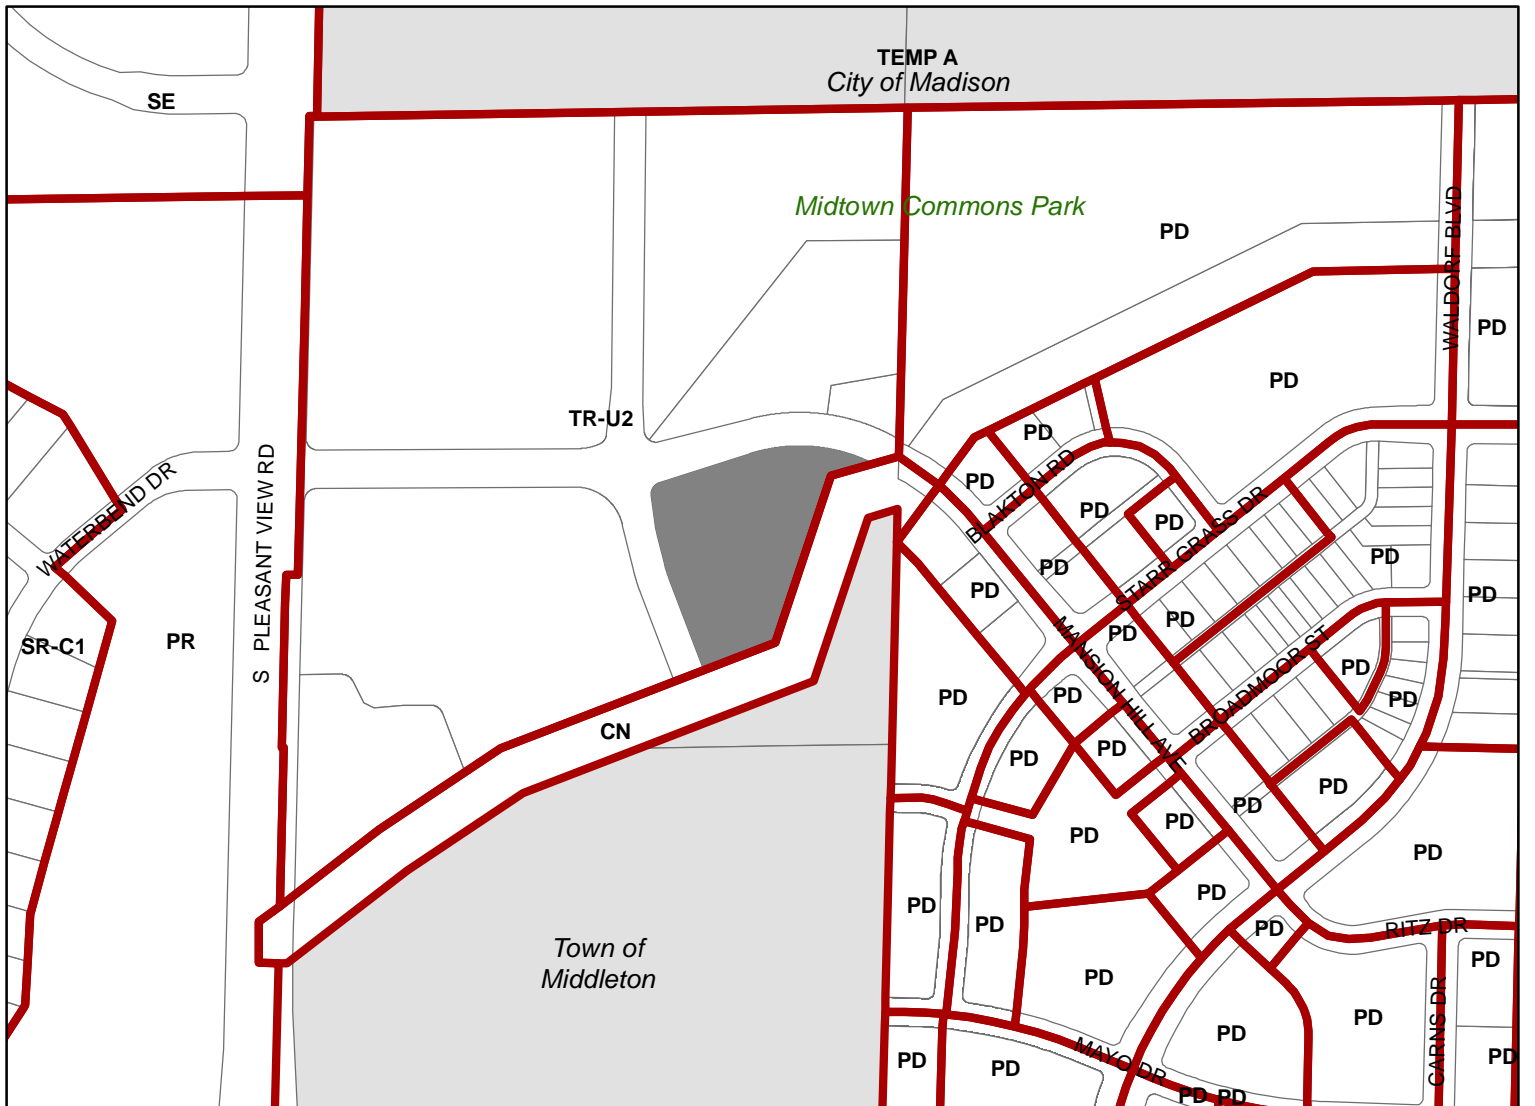 TEMP A
City of Madison
SE
Midtown Commons Park
PD
WALDORF BLVD
PD
PD
TR-U2
PD
PD
BLAKTON RD
PD
PD
STARR GRASS DR
WATERBEND DR
S PLEASANT VIEW RD
PD
PD
PD
PD
PD
PD
MANSION HILL AVE
SR-C1
PR
BROADMOOR ST
PD
PD
PD
PD
CN
PD
PD
PD
PD
PD
PD
PD
PD
PD
PD
PD
RITZ DR
PD
Town of
Middleton
PD
PD
CARNS DR
PD
PD
MAYO DR
PD
PD
PD
PD
PD